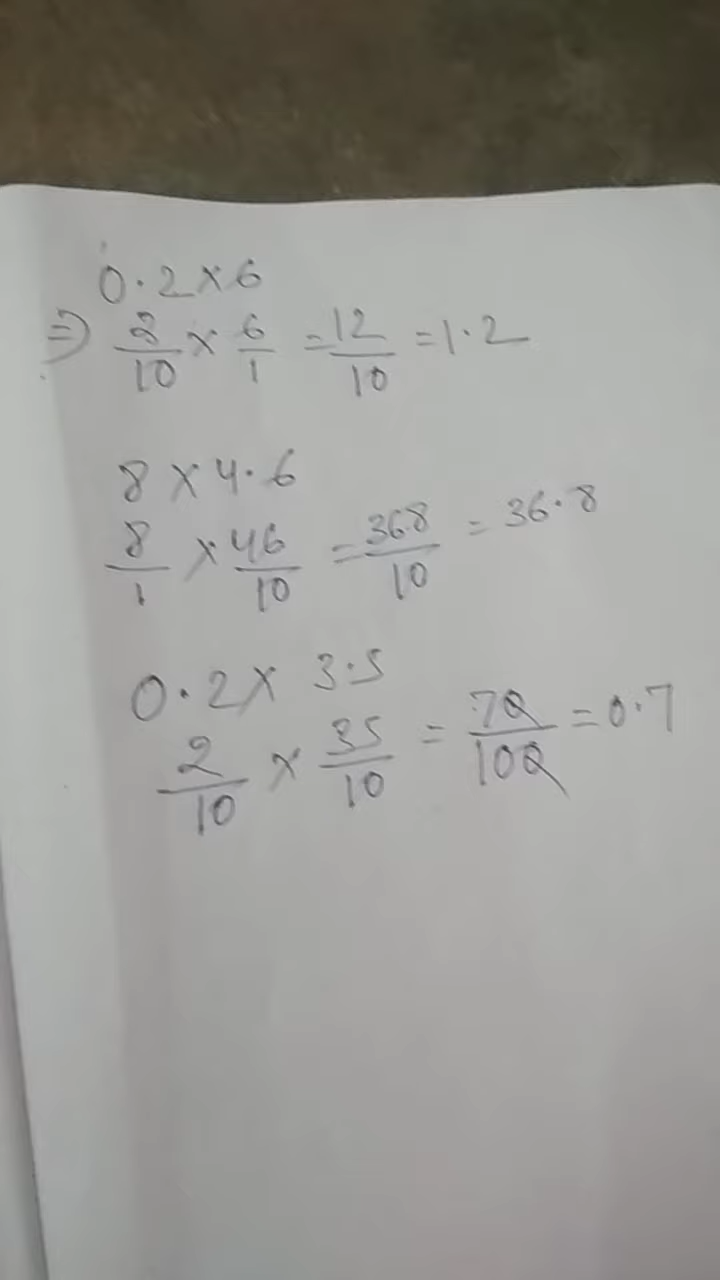 0.2 × 6
⇒ 2/10 × 6/1 = 12/10 = 1.2
8 × 4.6
8/1 × 46/10 = 368/10 = 36.8
0.2 × 3.5
2/10 × 35/10 = 70/100 = 0.7